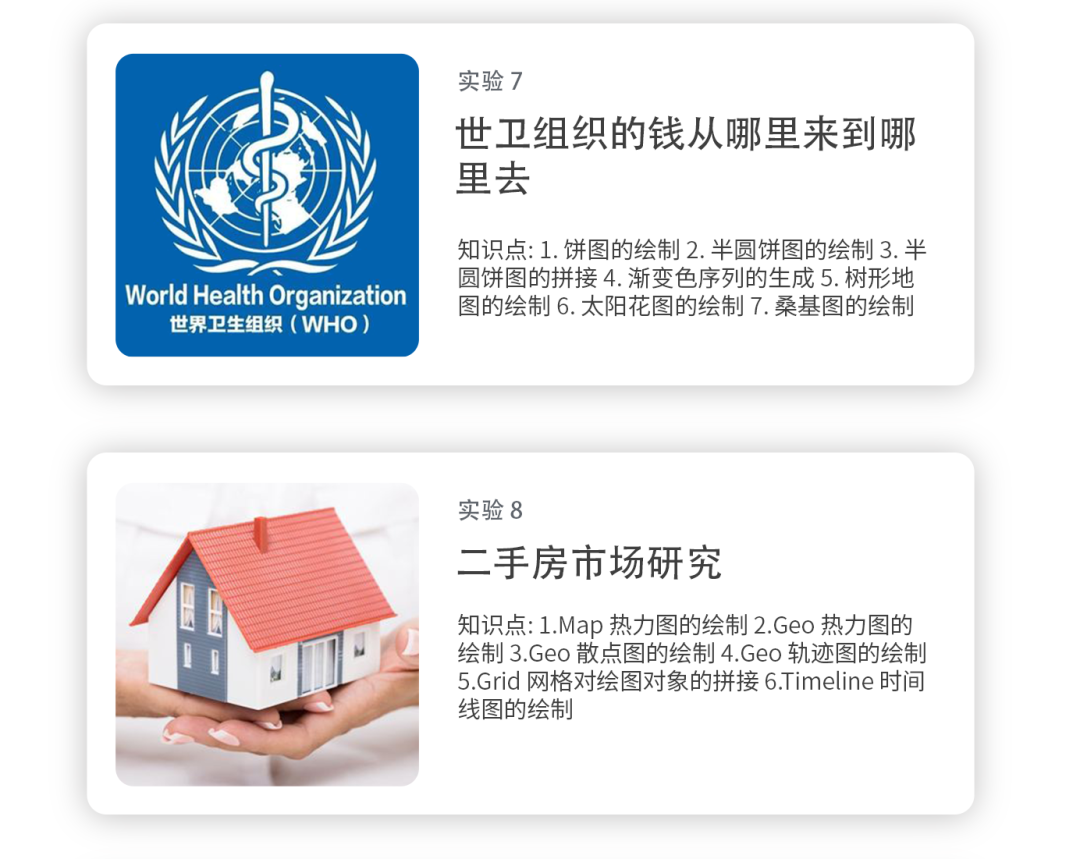 World Health Organization
世界卫生组织（WHO）
实验 7
世卫组织的钱从哪里来到哪
里去
知识点: 1. 饼图的绘制 2. 半圆饼图的绘制 3. 半
圆饼图的拼接 4. 渐变色序列的生成 5. 树形地
图的绘制 6. 太阳花图的绘制 7. 桑基图的绘制
实验 8
二手房市场研究
知识点: 1.Map 热力图的绘制 2.Geo 热力图的
绘制 3.Geo 散点图的绘制 4.Geo 轨迹图的绘制
5.Grid 网格对绘图对象的拼接 6.Timeline 时间
线图的绘制